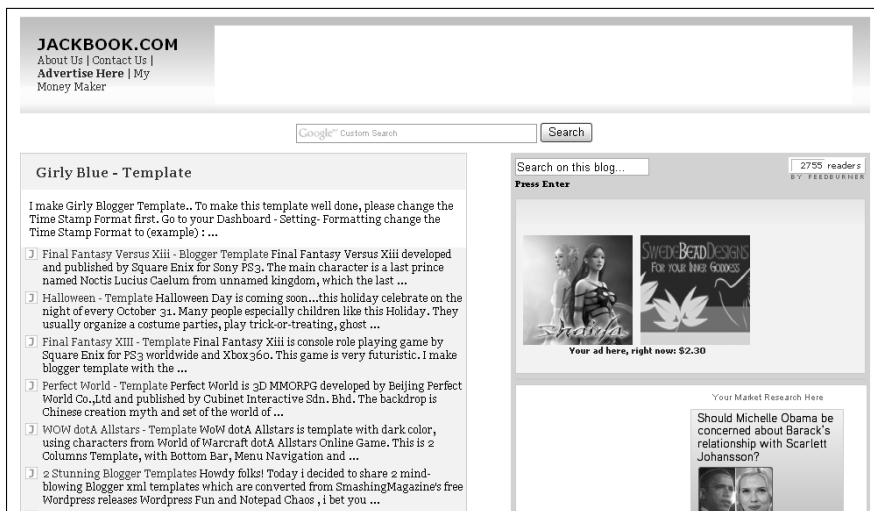 JACKBOOK.COM
About Us | Contact Us |
Advertise Here | My
Money Maker
Google™ Custom Search
Search
Girly Blue - Template
I make Girly Blogger Template.. To make this template well done, please change the
Time Stamp Format first. Go to your Dashboard - Setting- Formatting change the
Time Stamp Format to (example) : ...
J Final Fantasy Versus Xiii - Blogger Template Final Fantasy Versus XIII developed
and published by Square Enix for Sony PS3. The main character is a last prince
named Noctis Lucius Caelum from unnamed kingdom, which the last ...
J Halloween - Template Halloween Day is coming soon...this holiday celebrate on the
night of every October 31. Many people especially children like this Holiday. They
usually organize a costume parties, play trick-or-treating, ghost ...
J Final Fantasy XIII - Template Final Fantasy Xiii is console role playing game by
Square Enix for PS3 worldwide and Xbox360. This game is very futuristic. I make
blogger template with the ...
J Perfect World - Template Perfect World is 3D MMORPG developed by Beijing Perfect
World Co.,Ltd and published by Cubinet Interactive Sdn. Bhd. The backdrop is
Chinese creation myth and set of the world of ...
J WOW dotA Allstars - Template WoW dotA Allstars is template with dark color,
using characters from World of Warcraft dotA Allstars Online Game. This is 2
Columns Template, with Bottom Bar, Menu Navigation and ...
J 2 Stunning Blogger Templates Howdy folks! Today i decided to share 2 mind-
blowing Blogger xml templates which are converted from SmashingMagazine's free
Wordpress releases Wordpress Fun and Notepad Chaos , i bet you ...
Search on this blog...
Press Enter
2755 readers
BY FEEDBURNER
SWEDEBEADDESIGNS
FOR YOUR INNER GODDESS
Your ad here, right now: $2.30
Your Market Research Here
Should Michelle Obama be
concerned about Barack's
relationship with Scarlett
Johansson?